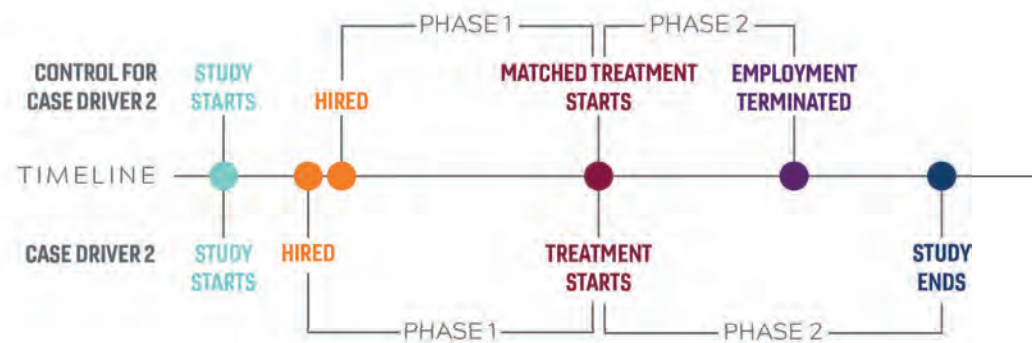 PHASE 1
PHASE 2
CONTROL FOR
CASE DRIVER 2
STUDY
STARTS
HIRED
MATCHED TREATMENT
STARTS
EMPLOYMENT
TERMINATED
TIMELINE
CASE DRIVER 2
STUDY
STARTS
HIRED
TREATMENT
STARTS
STUDY
ENDS
PHASE 1
PHASE 2